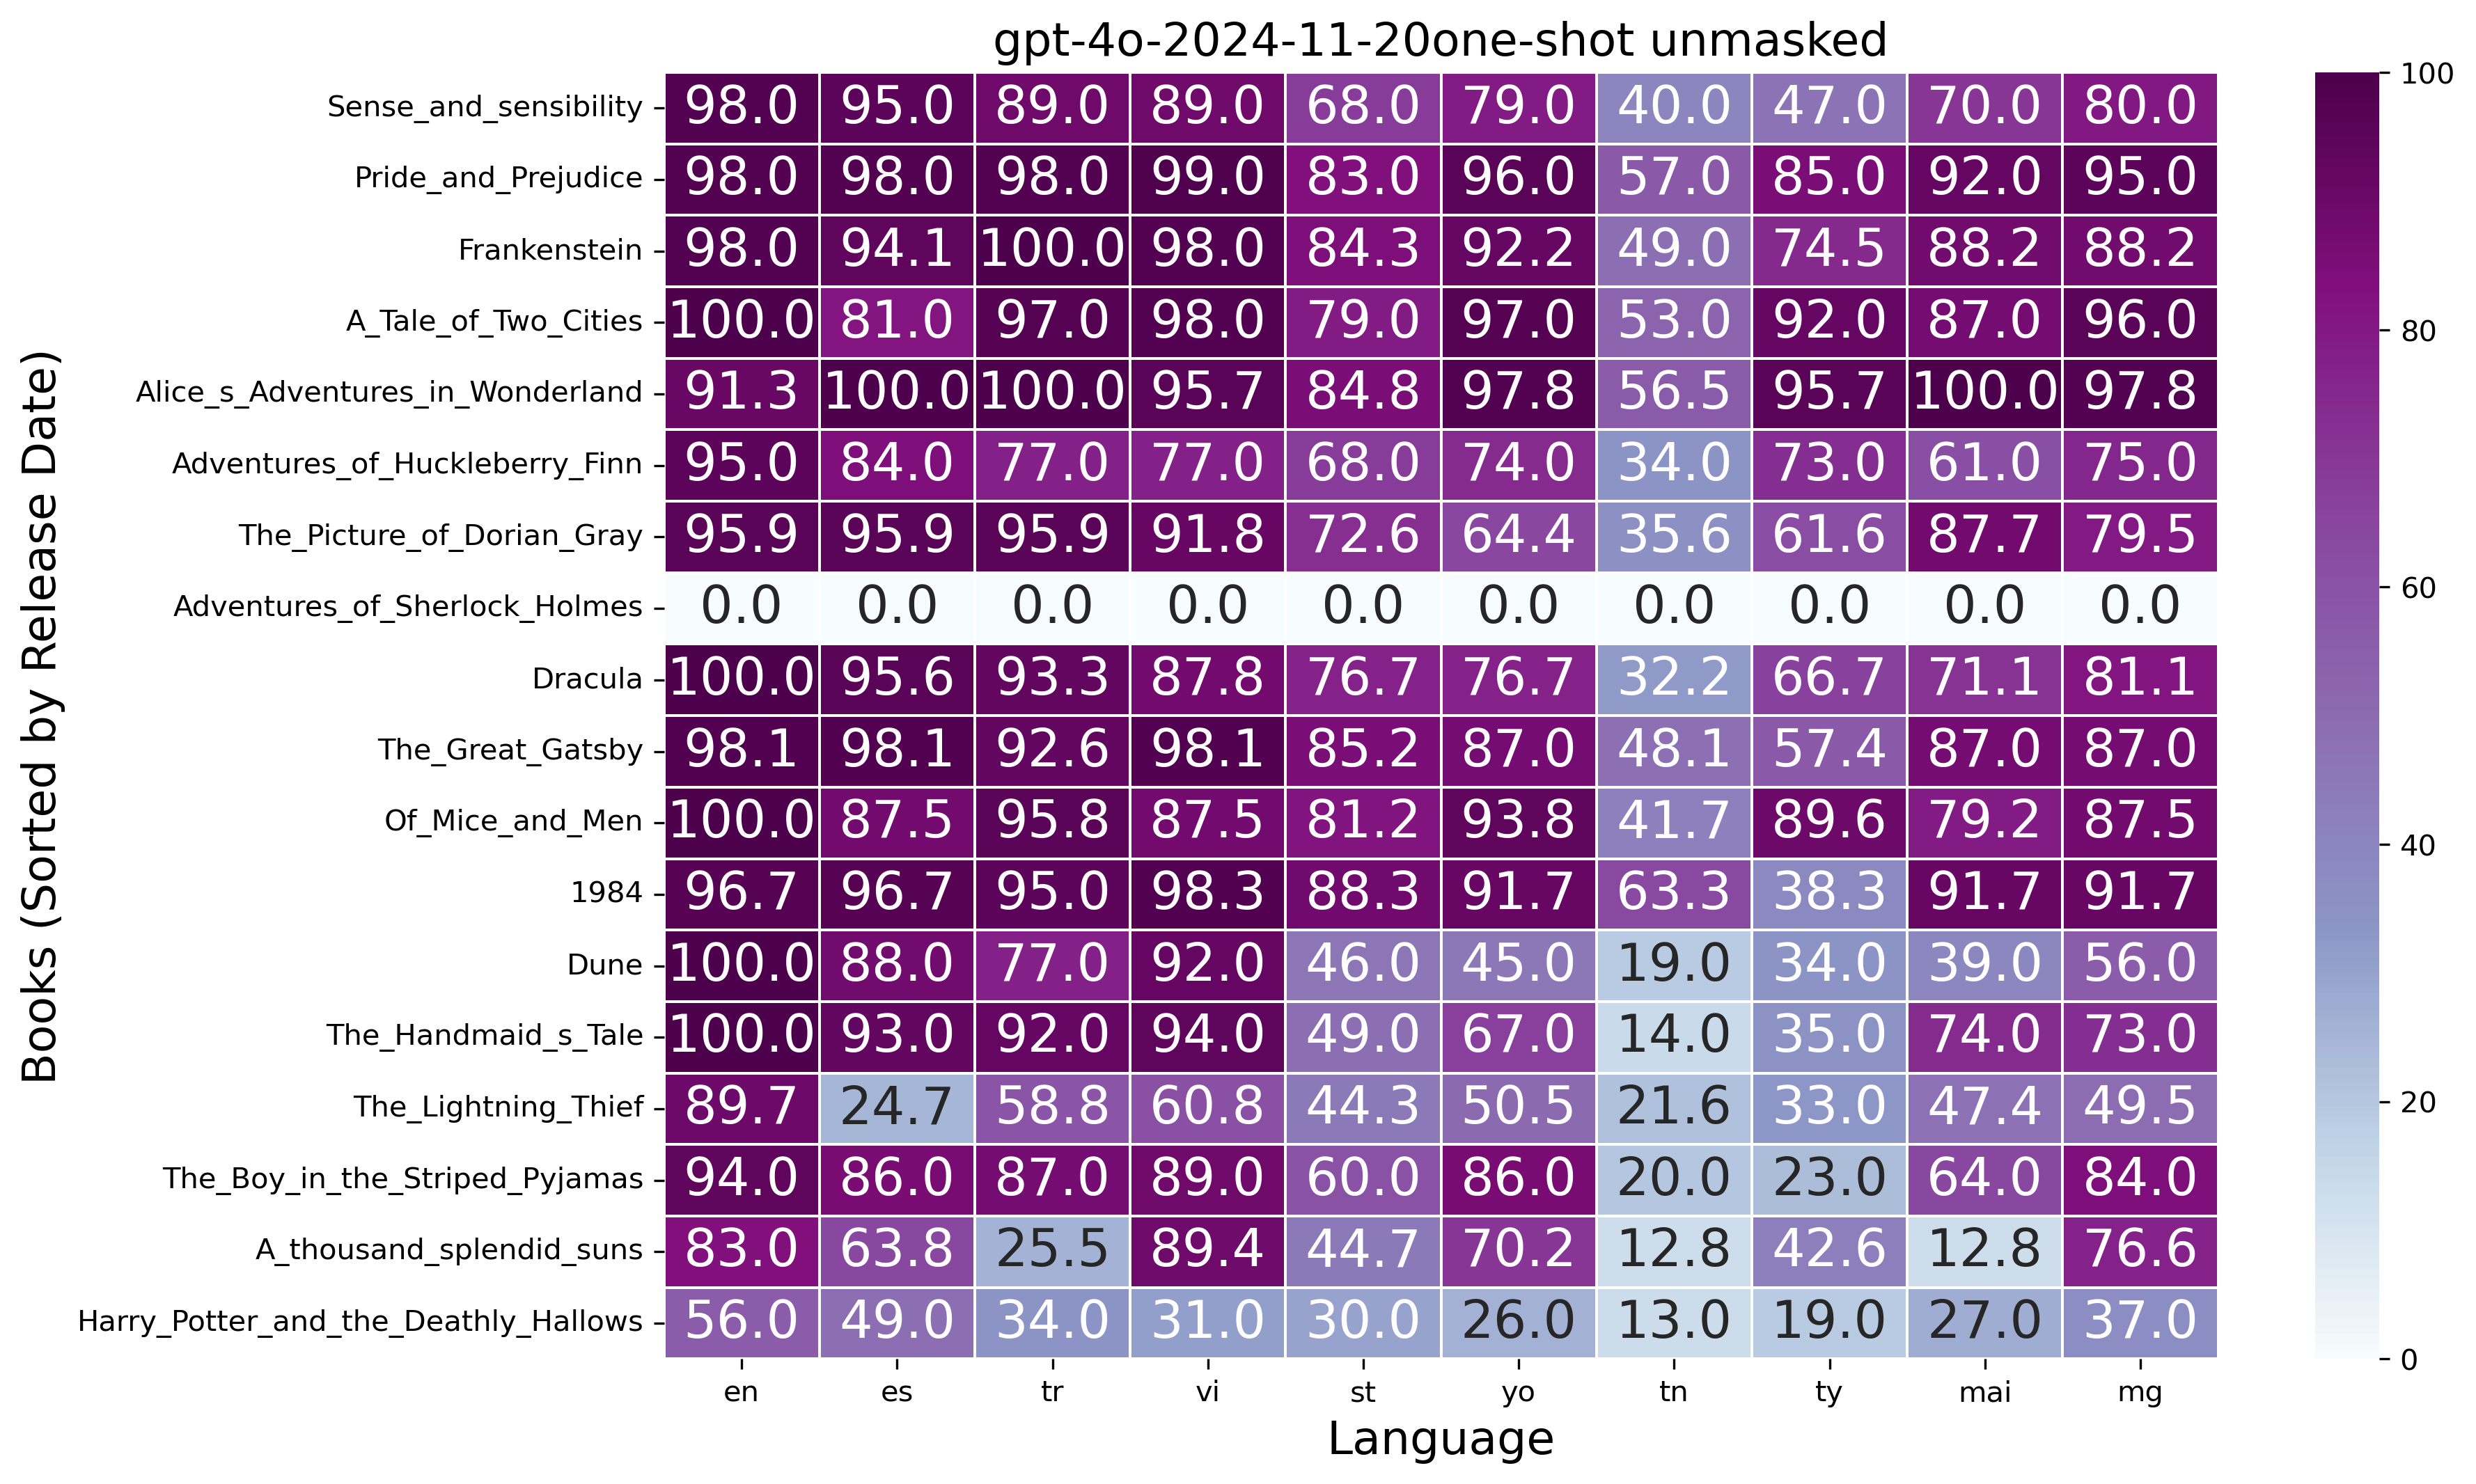 gpt-4o-2024-11-20one-shot unmasked
Books (Sorted by Release Date)
Sense_and_sensibility 98.0 95.0 89.0 89.0 68.0 79.0 40.0 47.0 70.0 80.0
Pride_and_Prejudice 98.0 98.0 98.0 99.0 83.0 96.0 57.0 85.0 92.0 95.0
Frankenstein 98.0 94.1 100.0 98.0 84.3 92.2 49.0 74.5 88.2 88.2
A_Tale_of_Two_Cities 100.0 81.0 97.0 98.0 79.0 97.0 53.0 92.0 87.0 96.0
Alice_s_Adventures_in_Wonderland 91.3 100.0 100.0 95.7 84.8 97.8 56.5 95.7 100.0 97.8
Adventures_of_Huckleberry_Finn 95.0 84.0 77.0 77.0 68.0 74.0 34.0 73.0 61.0 75.0
The_Picture_of_Dorian_Gray 95.9 95.9 95.9 91.8 72.6 64.4 35.6 61.6 87.7 79.5
Adventures_of_Sherlock_Holmes 0.0 0.0 0.0 0.0 0.0 0.0 0.0 0.0 0.0 0.0
Dracula 100.0 95.6 93.3 87.8 76.7 76.7 32.2 66.7 71.1 81.1
The_Great_Gatsby 98.1 98.1 92.6 98.1 85.2 87.0 48.1 57.4 87.0 87.0
Of_Mice_and_Men 100.0 87.5 95.8 87.5 81.2 93.8 41.7 89.6 79.2 87.5
1984 96.7 96.7 95.0 98.3 88.3 91.7 63.3 38.3 91.7 91.7
Dune 100.0 88.0 77.0 92.0 46.0 45.0 19.0 34.0 39.0 56.0
The_Handmaid_s_Tale 100.0 93.0 92.0 94.0 49.0 67.0 14.0 35.0 74.0 73.0
The_Lightning_Thief 89.7 24.7 58.8 60.8 44.3 50.5 21.6 33.0 47.4 49.5
The_Boy_in_the_Striped_Pyjamas 94.0 86.0 87.0 89.0 60.0 86.0 20.0 23.0 64.0 84.0
A_thousand_splendid_suns 83.0 63.8 25.5 89.4 44.7 70.2 12.8 42.6 12.8 76.6
Harry_Potter_and_the_Deathly_Hallows 56.0 49.0 34.0 31.0 30.0 26.0 13.0 19.0 27.0 37.0
en es tr vi st yo tn ty mai mg
Language
100
80
60
40
20
0